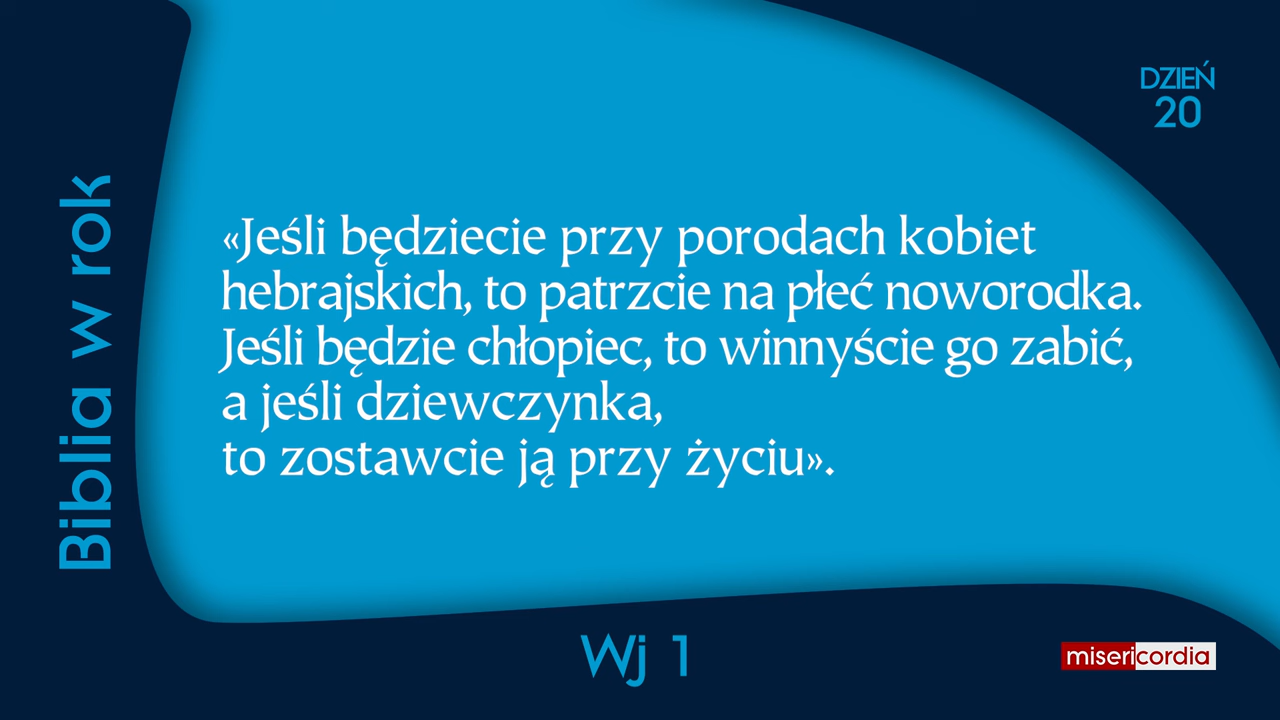 DZIEŃ
20
Biblia w rok
«Jeśli będziecie przy porodach kobiet
hebrajskich, to patrzcie na płeć noworodka.
Jeśli będzie chłopiec, to winnyście go zabić,
a jeśli dziewczynka,
to zostawcie ją przy życiu».
Wj 1
misericordia